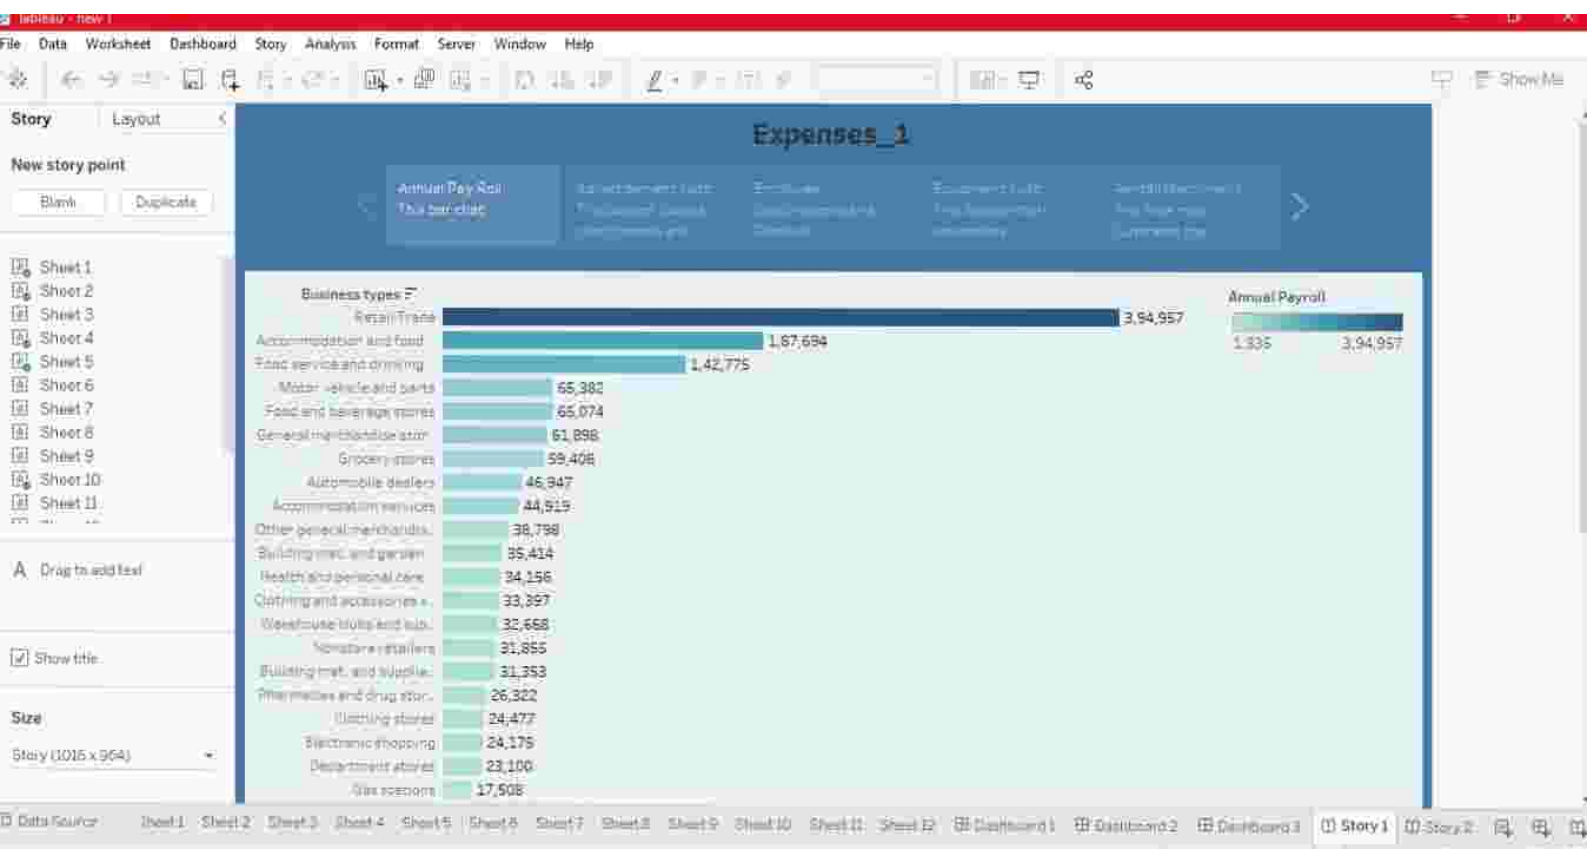 Tableau - new 1
File Data Worksheet Dashboard Story Analysis Format Server Window Help
Show Me
Story Layout
New story point
Blank Duplicate
Sheet 1
Sheet 2
Sheet 3
Sheet 4
Sheet 5
Sheet 6
Sheet 7
Sheet 8
Sheet 9
Sheet 10
Sheet 11
A Drag to add text
Show title
Size
Story (1016 x 964)
Expenses_1
Annual Pay Roll
This bar chart
Business types
Retail Trade 3,94,957
Accommodation and food 1,87,694
Food service and drinking 1,42,775
Motor vehicle and parts 65,382
Food and beverage stores 65,074
General merchandise stor.. 61,898
Grocery stores 59,406
Automobile dealers 46,947
Accommodation services 44,919
Other general merchandis.. 38,798
Building mat. and garden 35,414
Health and personal care 34,156
Clothing and accessories s.. 33,397
Warehouse clubs and sup.. 32,668
Nonstore retailers 31,855
Building mat. and supplie.. 31,353
Pharmacies and drug stor.. 26,322
Clothing stores 24,477
Electronic shopping 24,175
Department stores 23,100
Gas stations 17,508
Annual Payroll
1,935 3,94,957
Data Source Sheet 1 Sheet 2 Sheet 3 Sheet 4 Sheet 5 Sheet 6 Sheet 7 Sheet 8 Sheet 9 Sheet 10 Sheet 11 Sheet 12 Dashboard 1 Dashboard 2 Dashboard 3 Story 1 Story 2